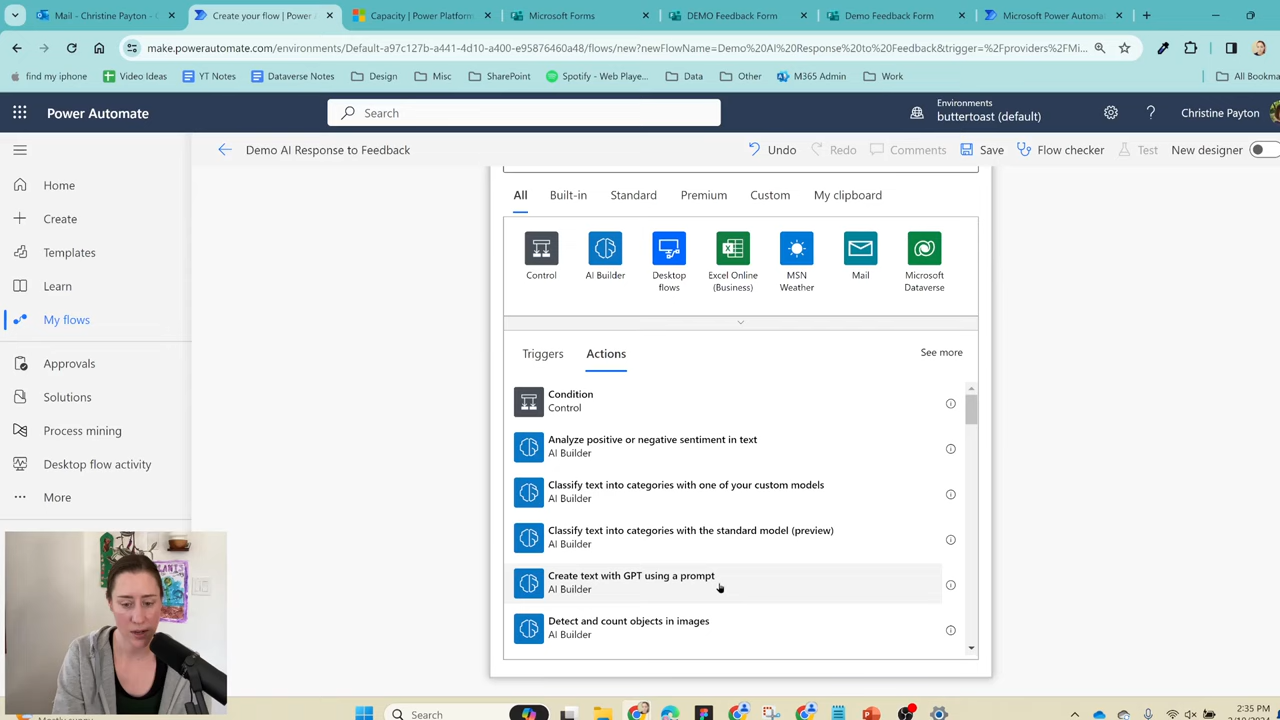 Mail - Christine Payton -
Create your flow | Power A
Capacity | Power Platform
Microsoft Forms
DEMO Feedback Form
Demo Feedback Form
Microsoft Power Automat
make.powerautomate.com/environments/Default-a97c127b-a441-4d10-a400-e95876460a48/flows/new?newFlowName=Demo%20AI%20Response%20to%20Feedback&trigger=%2Fproviders%2FMi...
find my iphone
Video Ideas
YT Notes
Dataverse Notes
Design
Misc
SharePoint
Spotify - Web Playe...
Data
Other
M365 Admin
Work
All Bookma
Power Automate
Search
Environments
buttertoast (default)
Christine Payton
Demo AI Response to Feedback
Undo
Redo
Comments
Save
Flow checker
Test
New designer
Home
Create
Templates
Learn
My flows
Approvals
Solutions
Process mining
Desktop flow activity
More
All
Built-in
Standard
Premium
Custom
My clipboard
Control
AI Builder
Desktop
flows
Excel Online
(Business)
MSN
Weather
Mail
Microsoft
Dataverse
Triggers
Actions
See more
Condition
Control
Analyze positive or negative sentiment in text
AI Builder
Classify text into categories with one of your custom models
AI Builder
Classify text into categories with the standard model (preview)
AI Builder
Create text with GPT using a prompt
AI Builder
Detect and count objects in images
AI Builder
Search
2:35 PM